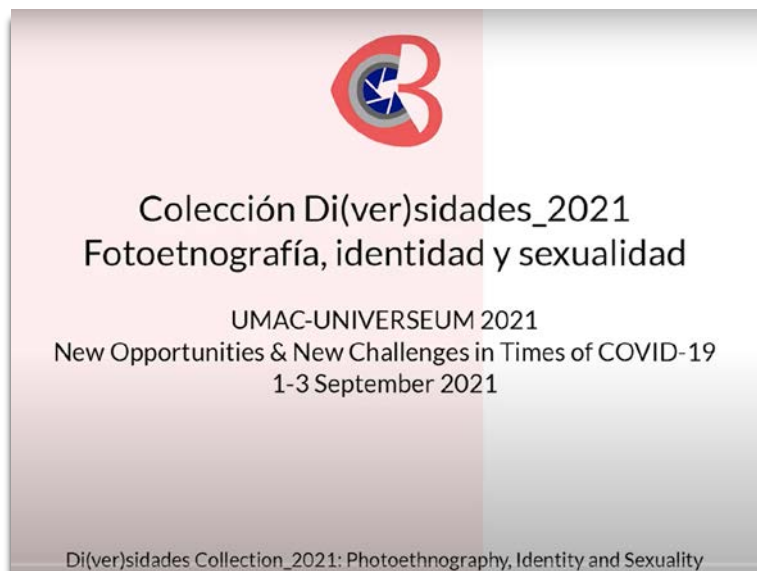 Colección Di(ver)sidades_2021
Fotoetnografía, identidad y sexualidad
UMAC-UNIVERSEUM 2021
New Opportunities & New Challenges in Times of COVID-19
1-3 September 2021
Di(ver)sidades Collection_2021: Photoethnography, Identity and Sexuality